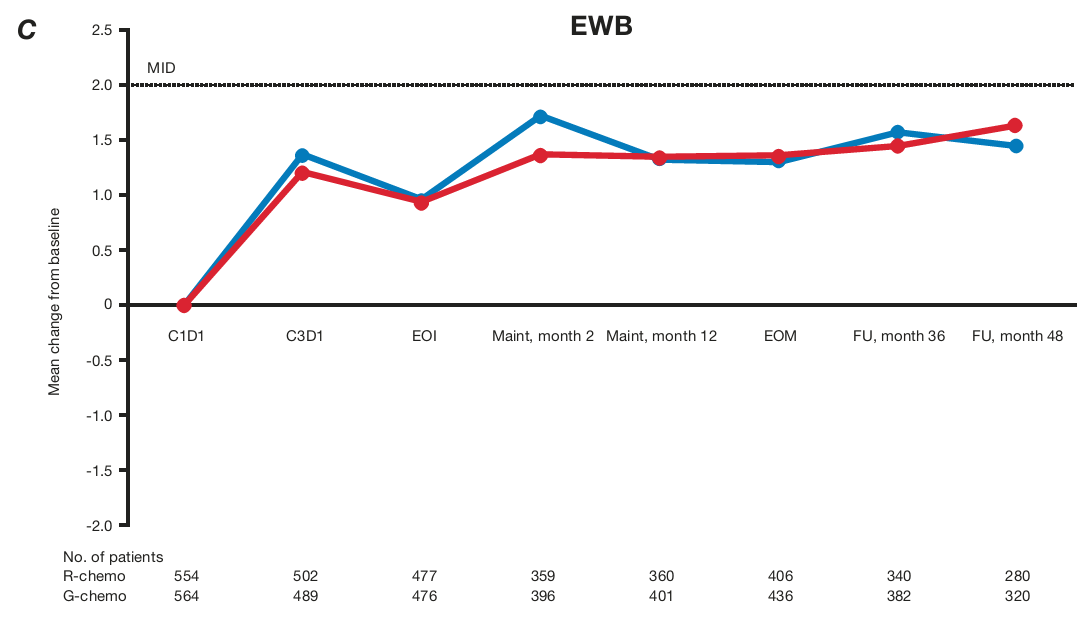 C
EWB
2.5
MID
2.0
1.5
1.0
0.5
0
-0.5
-1.0
-1.5
-2.0
Mean change from baseline
C1D1 C3D1 EOI Maint, month 2 Maint, month 12 EOM FU, month 36 FU, month 48
No. of patients
R-chemo 554 502 477 359 360 406 340 280
G-chemo 564 489 476 396 401 436 382 320